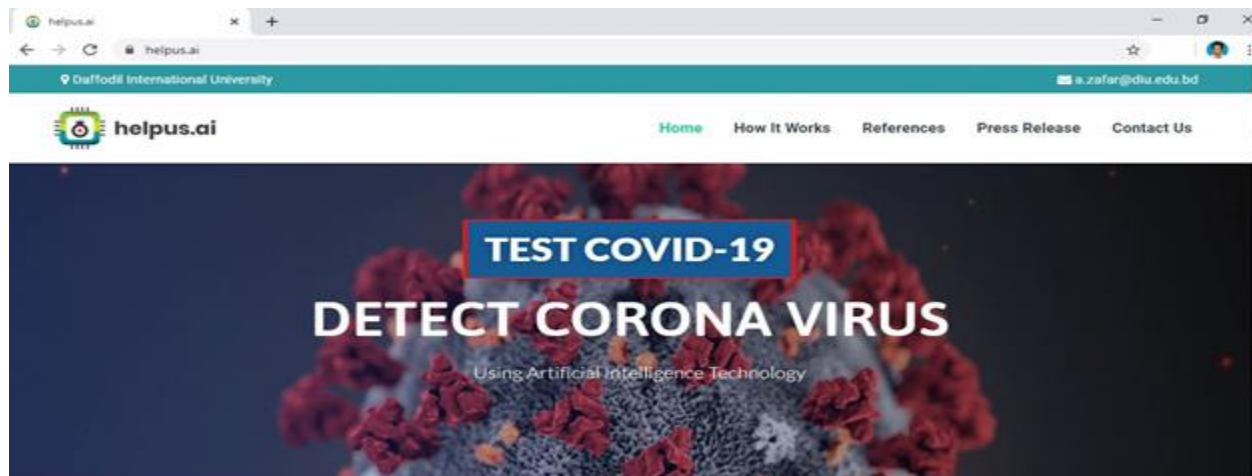 helpus.ai
helpus.ai
Daffodil International University a.zafar@diu.edu.bd
helpus.ai Home How It Works References Press Release Contact Us
TEST COVID-19
DETECT CORONA VIRUS
Using Artificial Intelligence Technology